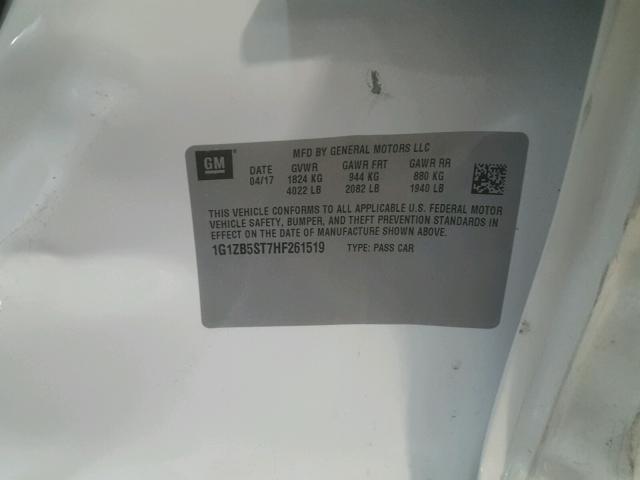 GM
MFD BY GENERAL MOTORS LLC
DATE GVWR GAWR FRT GAWR RR
04/17 1824 KG 944 KG 880 KG
4022 LB 2082 LB 1940 LB
THIS VEHICLE CONFORMS TO ALL APPLICABLE U.S. FEDERAL MOTOR
VEHICLE SAFETY, BUMPER, AND THEFT PREVENTION STANDARDS IN
EFFECT ON THE DATE OF MANUFACTURE SHOWN ABOVE.
1G1ZB5ST7HF261519 TYPE: PASS CAR